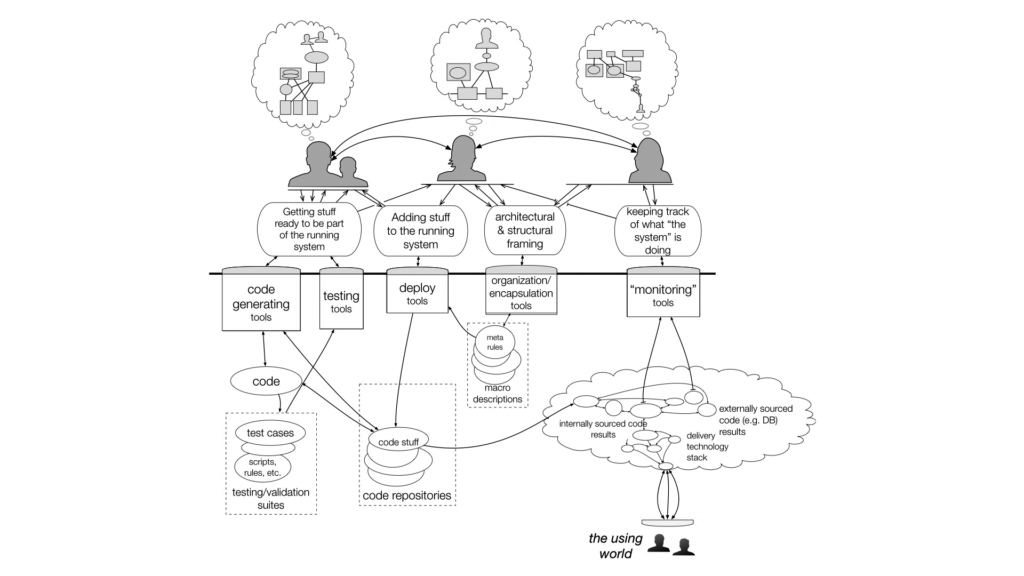 Getting stuff
ready to be part
of the running
system
Adding stuff
to the running
system
architectural
& structural
framing
keeping track
of what “the
system” is
doing
code
generating
tools
testing
tools
deploy
tools
organization/
encapsulation
tools
“monitoring”
tools
meta
rules
macro
descriptions
code
test cases
scripts,
rules, etc.
testing/validation
suites
code stuff
code repositories
internally sourced code
results
externally sourced
code (e.g. DB)
results
delivery
technology
stack
the using
world